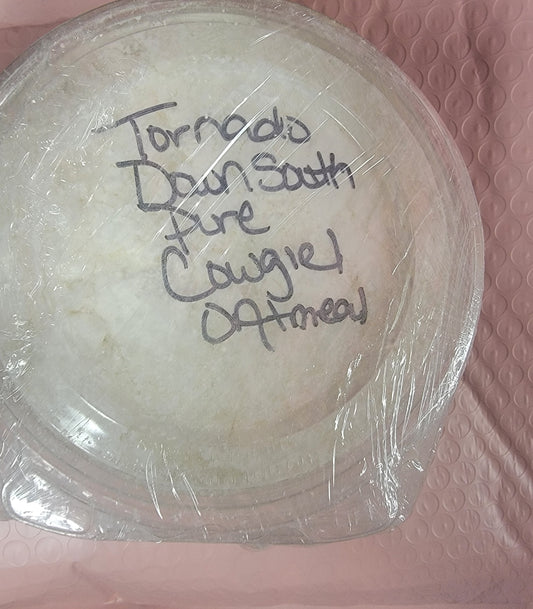 Tornado
Down South
Pure
Cowgirl
Oatmeal